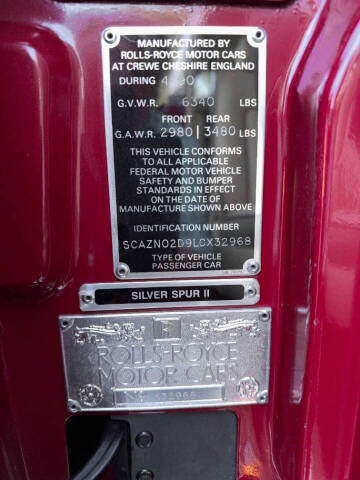 MANUFACTURED BY
ROLLS-ROYCE MOTOR CARS
AT CREWE CHESHIRE ENGLAND
DURING 4/90
G.V.W.R. 6340 LBS
FRONT REAR
G.A.W.R. 2980 | 3480 LBS
THIS VEHICLE CONFORMS
TO ALL APPLICABLE
FEDERAL MOTOR VEHICLE
SAFETY AND BUMPER
STANDARDS IN EFFECT
ON THE DATE OF
MANUFACTURE SHOWN ABOVE
IDENTIFICATION NUMBER
SCAZN02D9LCX32968
TYPE OF VEHICLE
PASSENGER CAR
SILVER SPUR II
ROLLS-ROYCE
MOTOR CARS